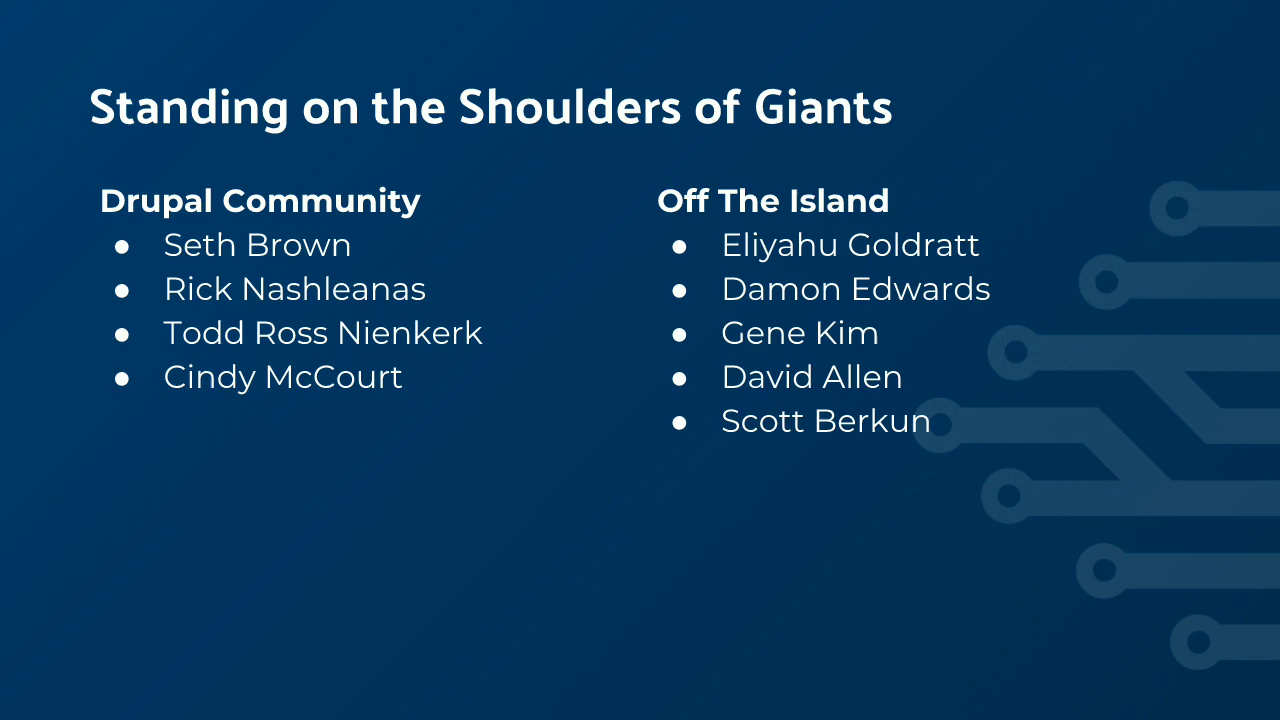 Standing on the Shoulders of Giants
Drupal Community
● Seth Brown
● Rick Nashleanas
● Todd Ross Nienkerk
● Cindy McCourt
Off The Island
● Eliyahu Goldratt
● Damon Edwards
● Gene Kim
● David Allen
● Scott Berkun